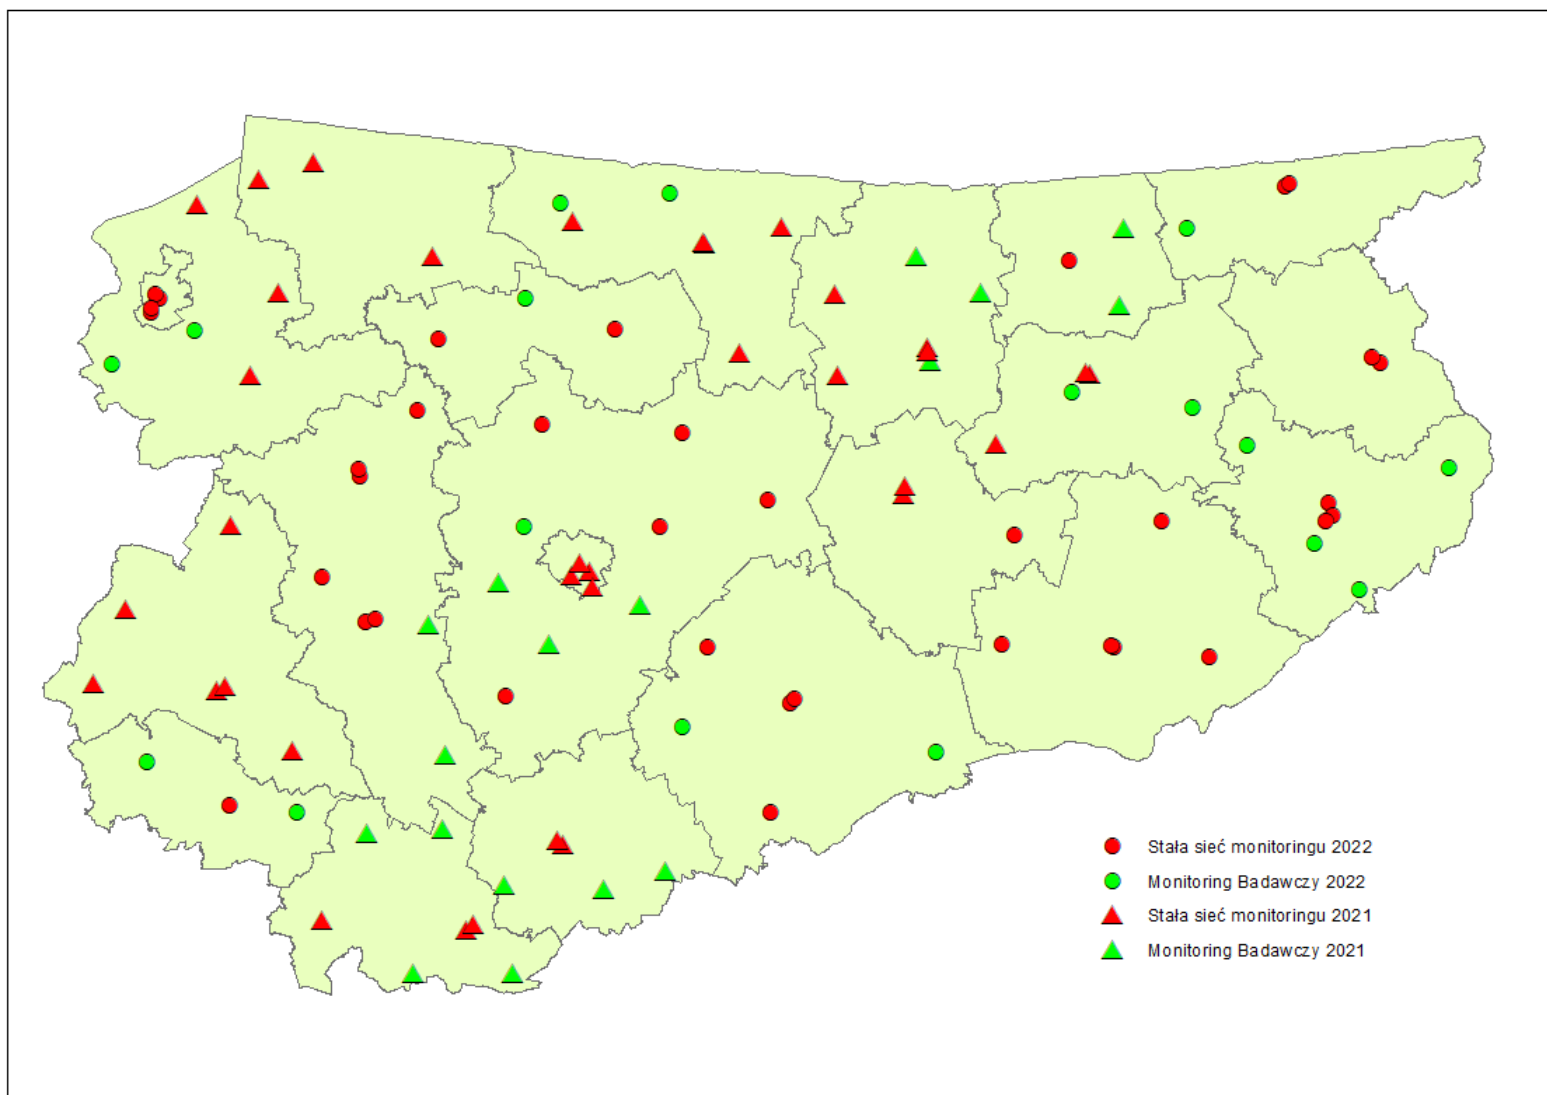 Stała sieć monitoringu 2022
Monitoring Badawczy 2022
Stała sieć monitoringu 2021
Monitoring Badawczy 2021